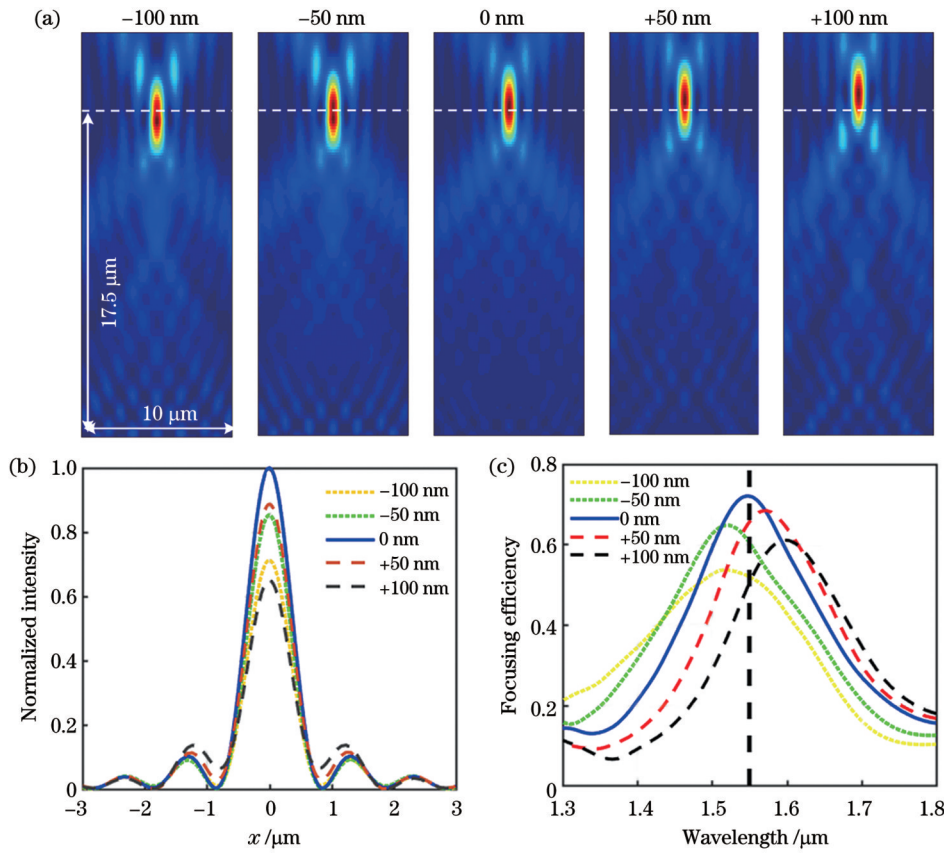 (a)
−100 nm
−50 nm
0 nm
+50 nm
+100 nm
17.5 μm
10 μm
(b)
1.0
0.8
0.6
0.4
0.2
0
Normalized intensity
−100 nm
−50 nm
0 nm
+50 nm
+100 nm
−3
−2
−1
0
1
2
3
x /μm
(c)
0.8
0.6
0.4
0.2
0
Focusing efficiency
−100 nm
−50 nm
0 nm
+50 nm
+100 nm
1.3
1.4
1.5
1.6
1.7
1.8
Wavelength /μm